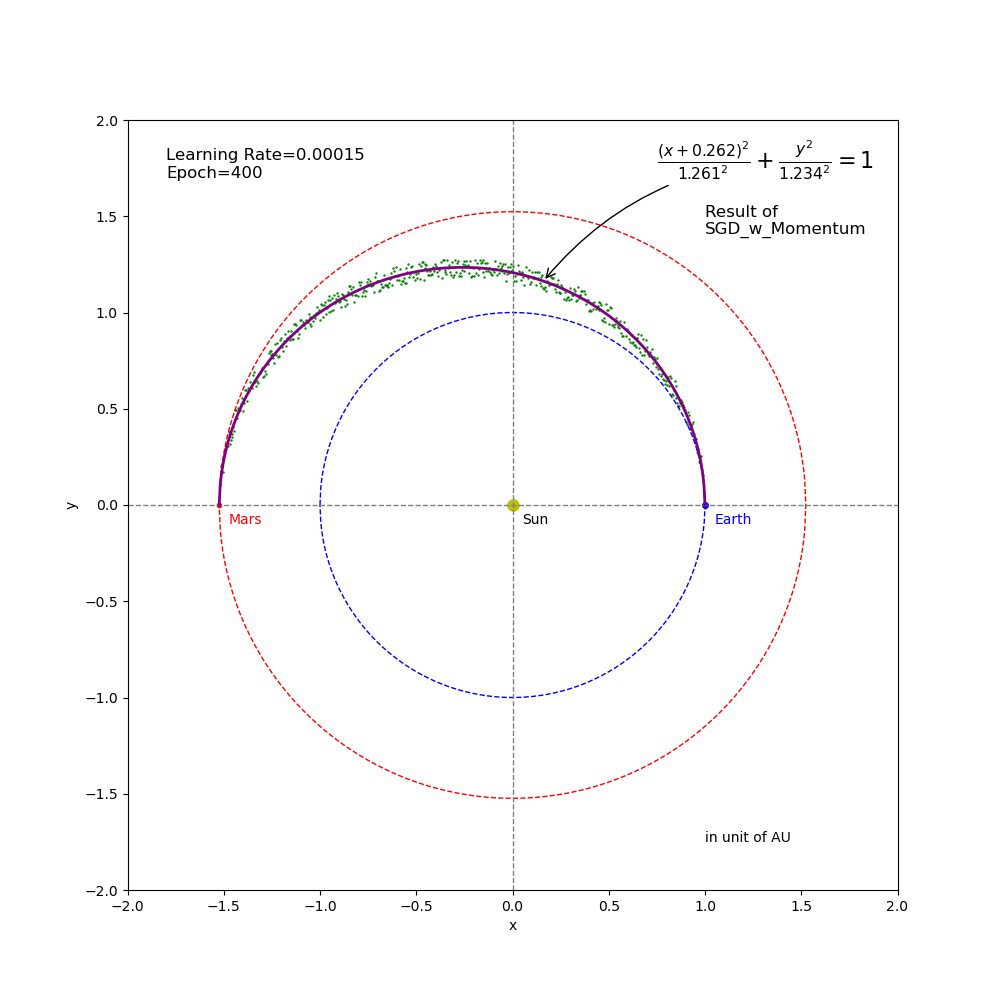 Learning Rate=0.00015
Epoch=400
(x + 0.262)²/1.261² + y²/1.234² = 1
Result of
SGD_w_Momentum
Mars
Sun
Earth
in unit of AU
2.0
1.5
1.0
0.5
0.0
−0.5
−1.0
−1.5
−2.0
y
−2.0 −1.5 −1.0 −0.5 0.0 0.5 1.0 1.5 2.0
x